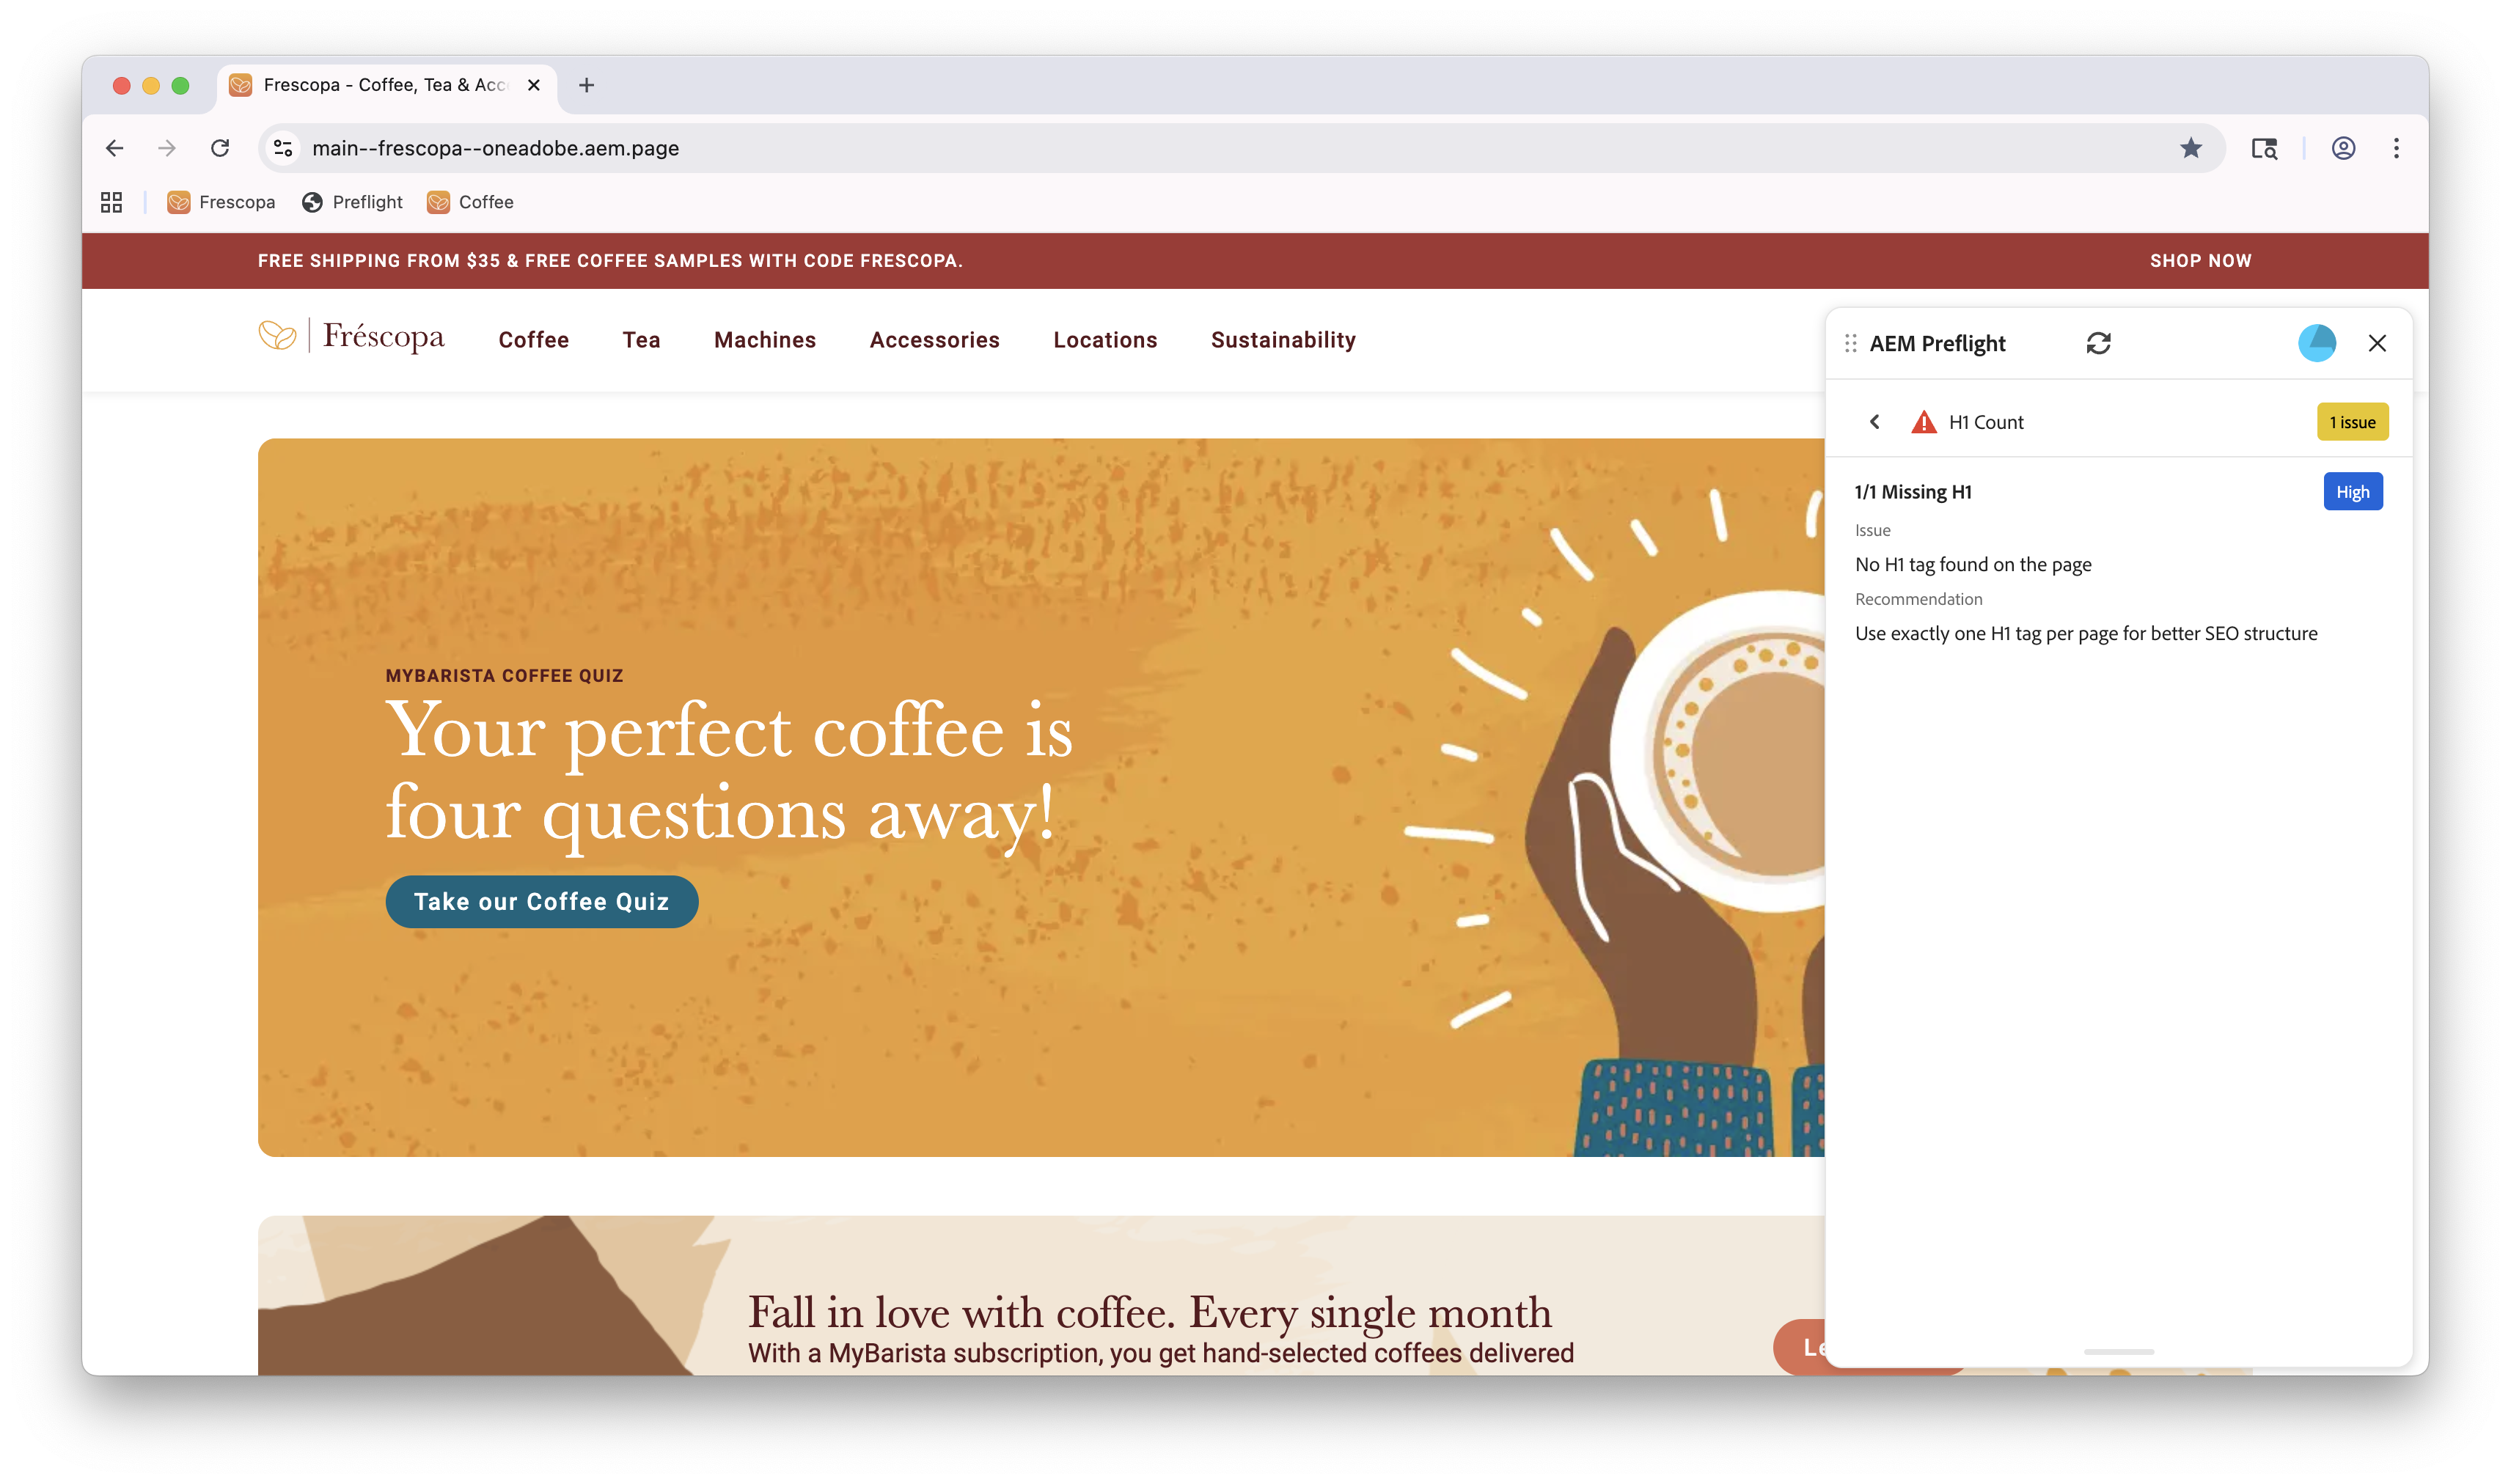 Frescopa - Coffee, Tea & Acc
main--frescopa--oneadobe.aem.page
Frescopa
Preflight
Coffee
FREE SHIPPING FROM $35 & FREE COFFEE SAMPLES WITH CODE FRESCOPA.
SHOP NOW
Fréscopa
Coffee
Tea
Machines
Accessories
Locations
Sustainability
AEM Preflight
H1 Count
1 issue
1/1 Missing H1
High
Issue
No H1 tag found on the page
Recommendation
Use exactly one H1 tag per page for better SEO structure
MYBARISTA COFFEE QUIZ
Your perfect coffee is
four questions away!
Take our Coffee Quiz
Fall in love with coffee. Every single month
With a MyBarista subscription, you get hand-selected coffees delivered